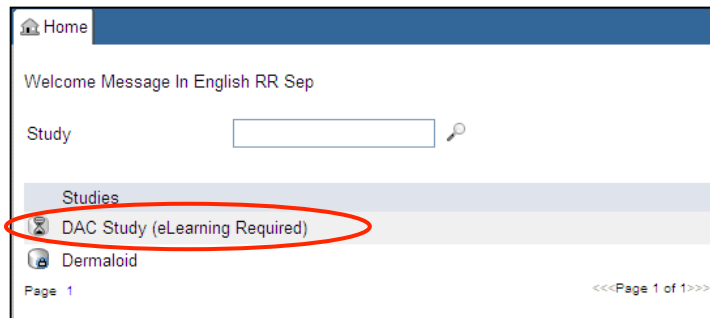 Home
Welcome Message In English RR Sep
Study
Studies
DAC Study (eLearning Required)
Dermaloid
Page 1 <<<Page 1 of 1>>>